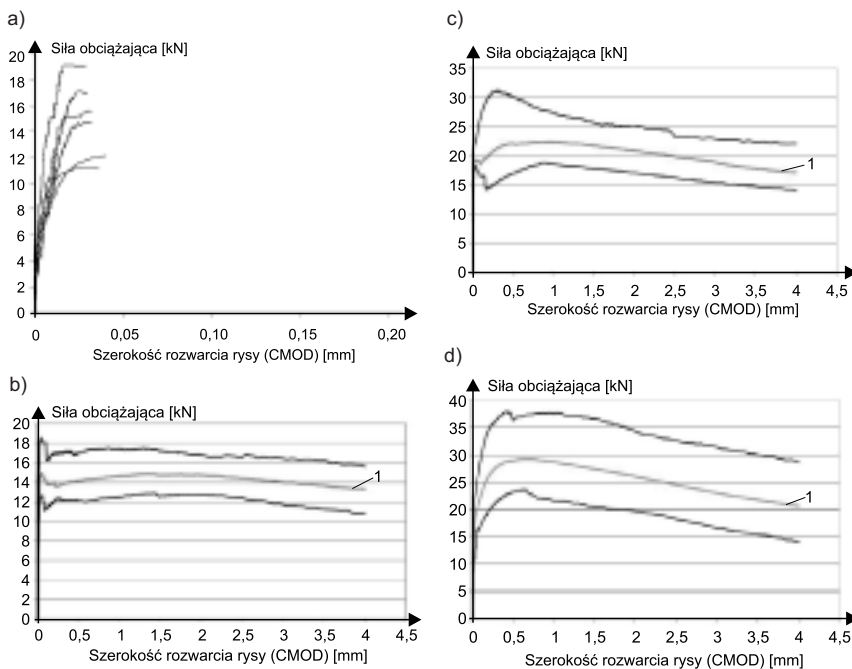 a)
Siła obciążająca [kN]
20
18
16
14
12
10
8
6
4
2
0
0 0,05 0,10 0,15 0,20
Szerokość rozwarcia rysy (CMOD) [mm]
b)
Siła obciążająca [kN]
20
18
16
14
12
10
8
6
4
2
0
1
0 0,5 1 1,5 2 2,5 3 3,5 4 4,5
Szerokość rozwarcia rysy (CMOD) [mm]
c)
Siła obciążająca [kN]
35
30
25
20
15
10
5
0
1
0 0,5 1 1,5 2 2,5 3 3,5 4 4,5
Szerokość rozwarcia rysy (CMOD) [mm]
d)
Siła obciążająca [kN]
40
35
30
25
20
15
10
5
0
1
0 0,5 1 1,5 2 2,5 3 3,5 4 4,5
Szerokość rozwarcia rysy (CMOD) [mm]